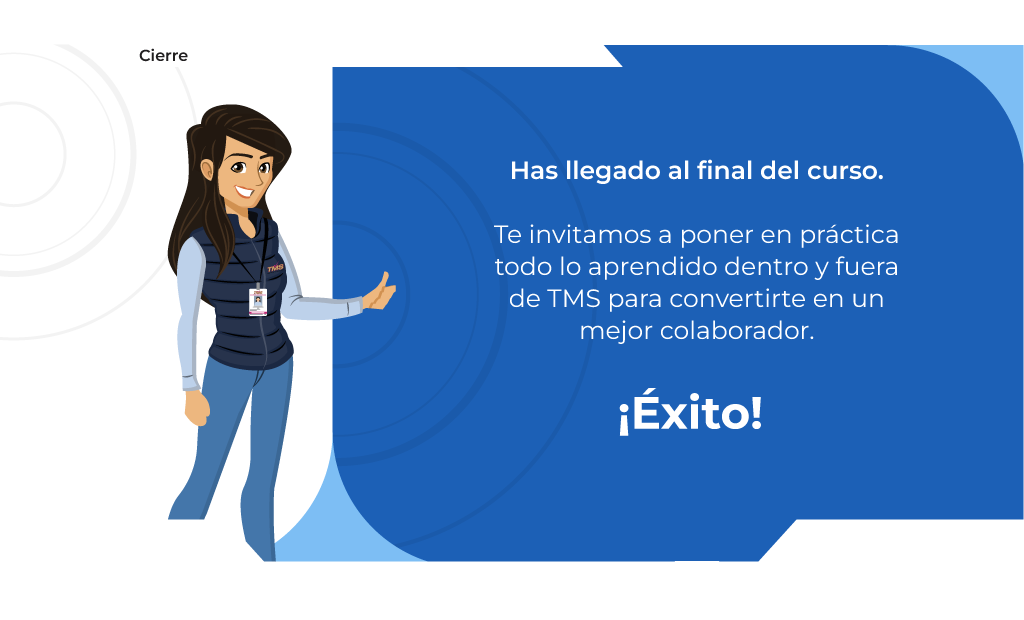 Cierre
Has llegado al final del curso.
Te invitamos a poner en práctica
todo lo aprendido dentro y fuera
de TMS para convertirte en un
mejor colaborador.
¡Éxito!
TMS